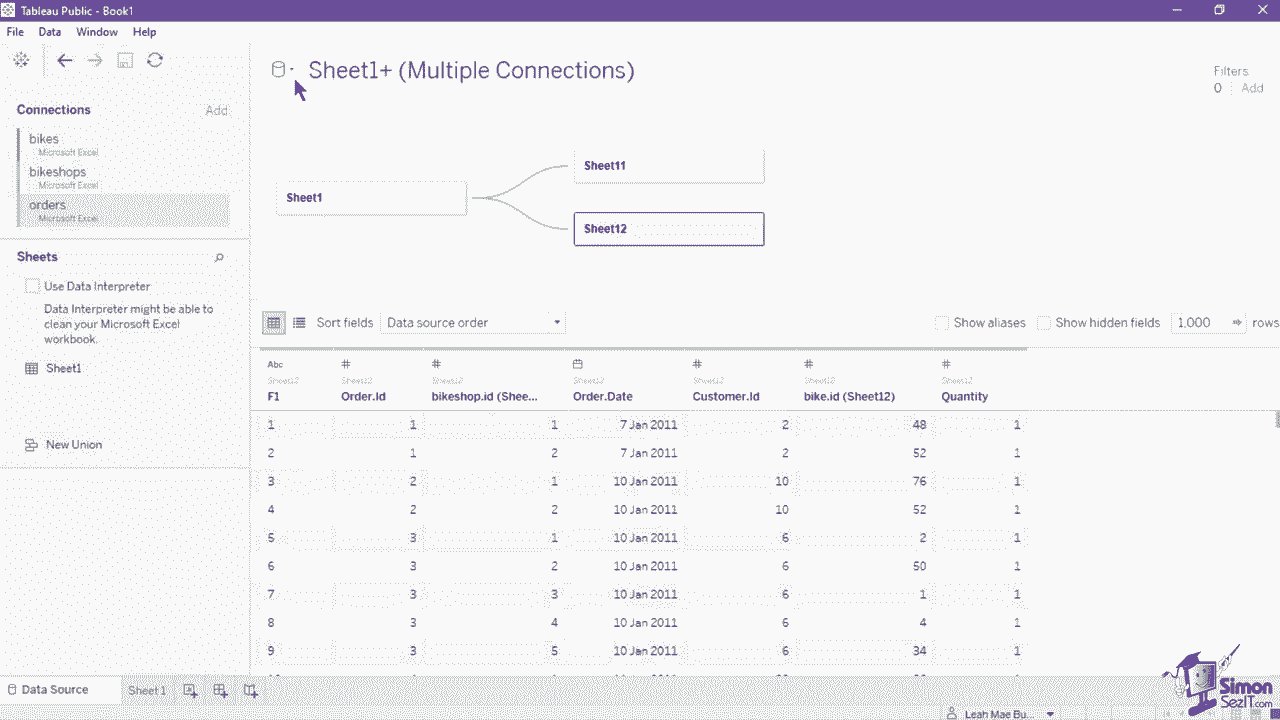 Tableau Public - Book1
File Data Window Help
Sheet1+ (Multiple Connections)
Filters
0 Add
Connections Add
bikes
Microsoft Excel
bikeshops
Microsoft Excel
orders
Microsoft Excel
Sheet11
Sheet1
Sheet12
Sheets
Use Data Interpreter
Data Interpreter might be able to
clean your Microsoft Excel
workbook.
Sheet1
New Union
Sort fields Data source order Show aliases Show hidden fields 1,000 rows
Abc # # # # #
Sheet12 Sheet12 Sheet12 Sheet12 Sheet12 Sheet12 Sheet12
F1 Order.Id bikeshop.id (Shee... Order.Date Customer.Id bike.id (Sheet12) Quantity
1 1 1 7 Jan 2011 2 48 1
2 1 2 7 Jan 2011 2 52 1
3 2 1 10 Jan 2011 10 76 1
4 2 2 10 Jan 2011 10 52 1
5 3 1 10 Jan 2011 6 2 1
6 3 2 10 Jan 2011 6 50 1
7 3 3 10 Jan 2011 6 1 1
8 3 4 10 Jan 2011 6 4 1
9 3 5 10 Jan 2011 6 34 1
Data Source Sheet 1
Leah Mae Bu...
Simon
SezIT.com